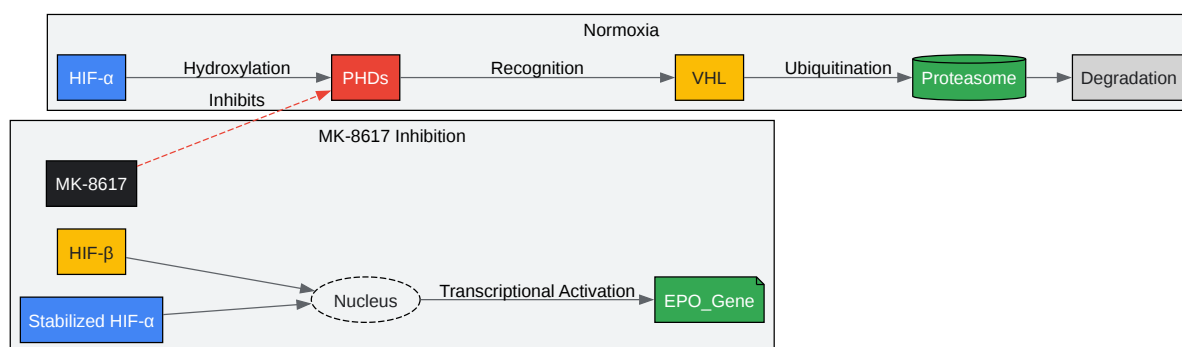 Normoxia
HIF-α
Hydroxylation
PHDs
Recognition
VHL
Ubiquitination
Proteasome
Degradation
Inhibits
MK-8617 Inhibition
MK-8617
HIF-β
Nucleus
Transcriptional Activation
EPO_Gene
Stabilized HIF-α